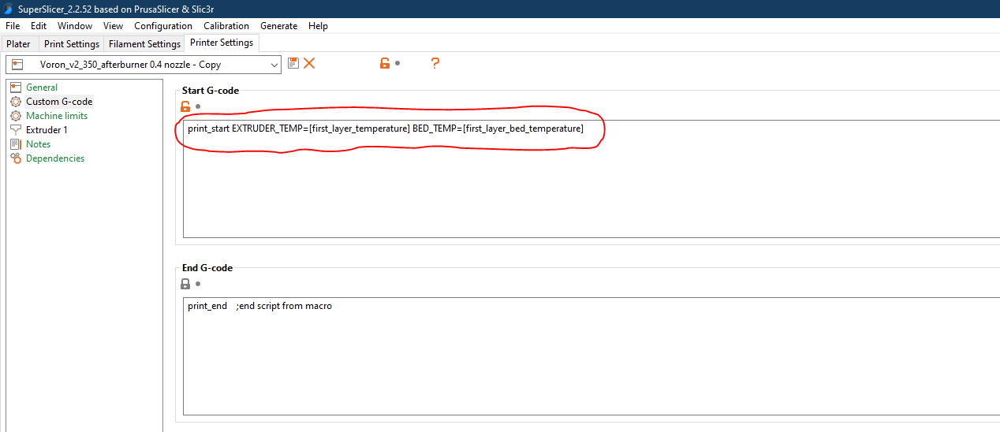 SuperSlicer_2.2.52 based on PrusaSlicer & Slic3r
File Edit Window View Configuration Calibration Generate Help
Plater Print Settings Filament Settings Printer Settings
Voron_v2_350_afterburner 0.4 nozzle - Copy ?
General
Custom G-code
Machine limits
Extruder 1
Notes
Dependencies
Start G-code
print_start EXTRUDER_TEMP=[first_layer_temperature] BED_TEMP=[first_layer_bed_temperature]
End G-code
print_end ;end script from macro